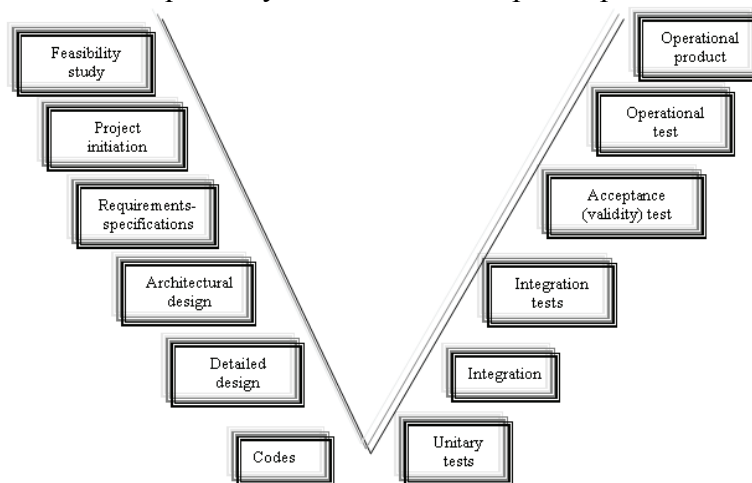 Feasibility
study
Project
initiation
Requirements-
specifications
Architectural
design
Detailed
design
Codes
Operational
product
Operational
test
Acceptance
(validity) test
Integration
tests
Integration
Unitary
tests